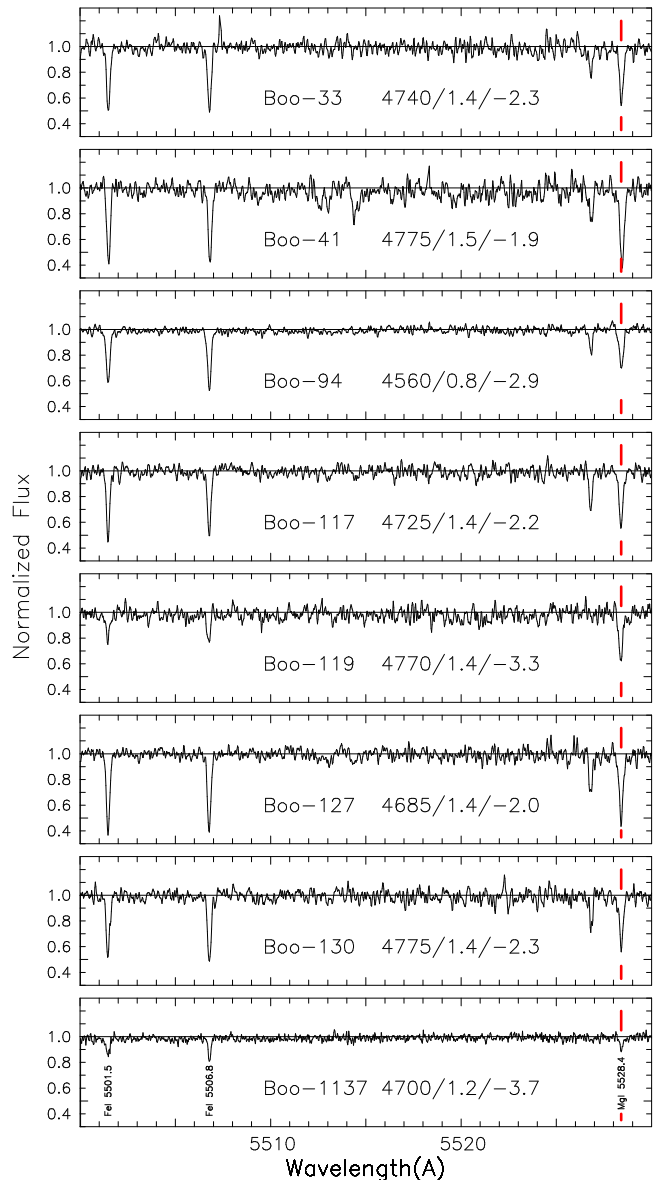 1.0
0.8
0.6
0.4
Boo-33 4740/1.4/-2.3
1.0
0.8
0.6
0.4
Boo-41 4775/1.5/-1.9
1.0
0.8
0.6
0.4
Boo-94 4560/0.8/-2.9
1.0
0.8
0.6
0.4
Boo-117 4725/1.4/-2.2
Normalized Flux
1.0
0.8
0.6
0.4
Boo-119 4770/1.4/-3.3
1.0
0.8
0.6
0.4
Boo-127 4685/1.4/-2.0
1.0
0.8
0.6
0.4
Boo-130 4775/1.4/-2.3
1.0
0.8
0.6
0.4
FeI 5501.5
FeI 5506.8
Boo-1137 4700/1.2/-3.7
MgI 5528.4
5510 5520
Wavelength(A)